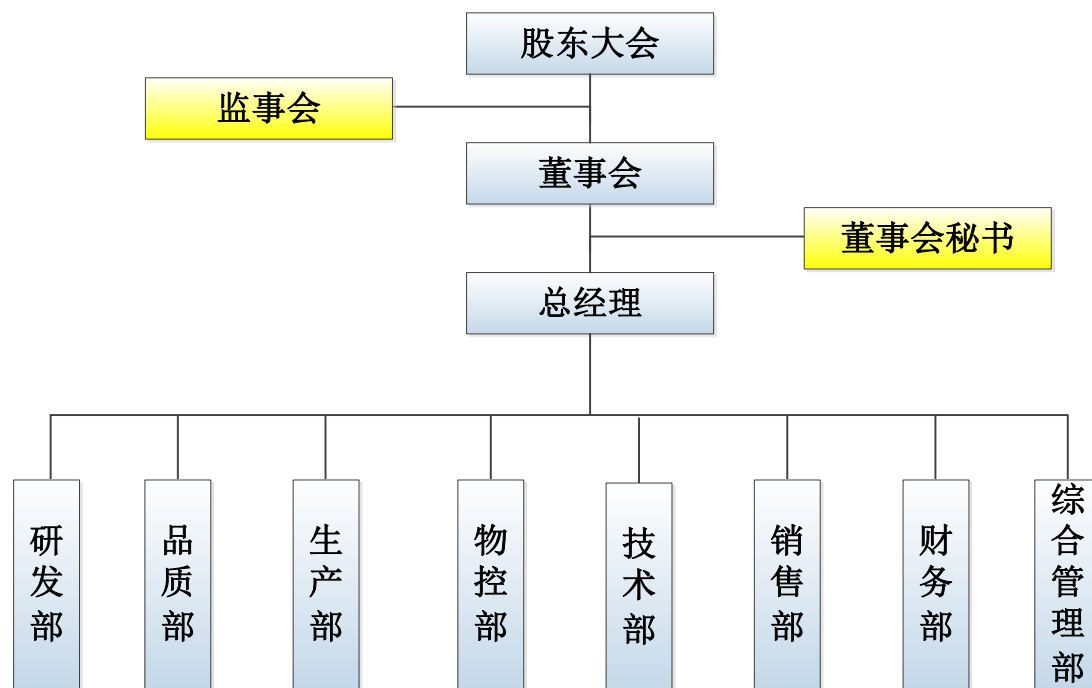 股东大会
监事会
董事会
董事会秘书
总经理
研发部
品质部
生产部
物控部
技术部
销售部
财务部
综合管理部